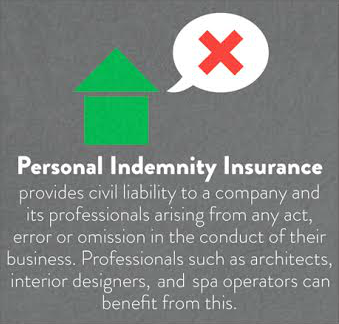 Personal Indemnity Insurance
provides civil liability to a company and
its professionals arising from any act,
error or omission in the conduct of their
business. Professionals such as architects,
interior designers, and spa operators can
benefit from this.